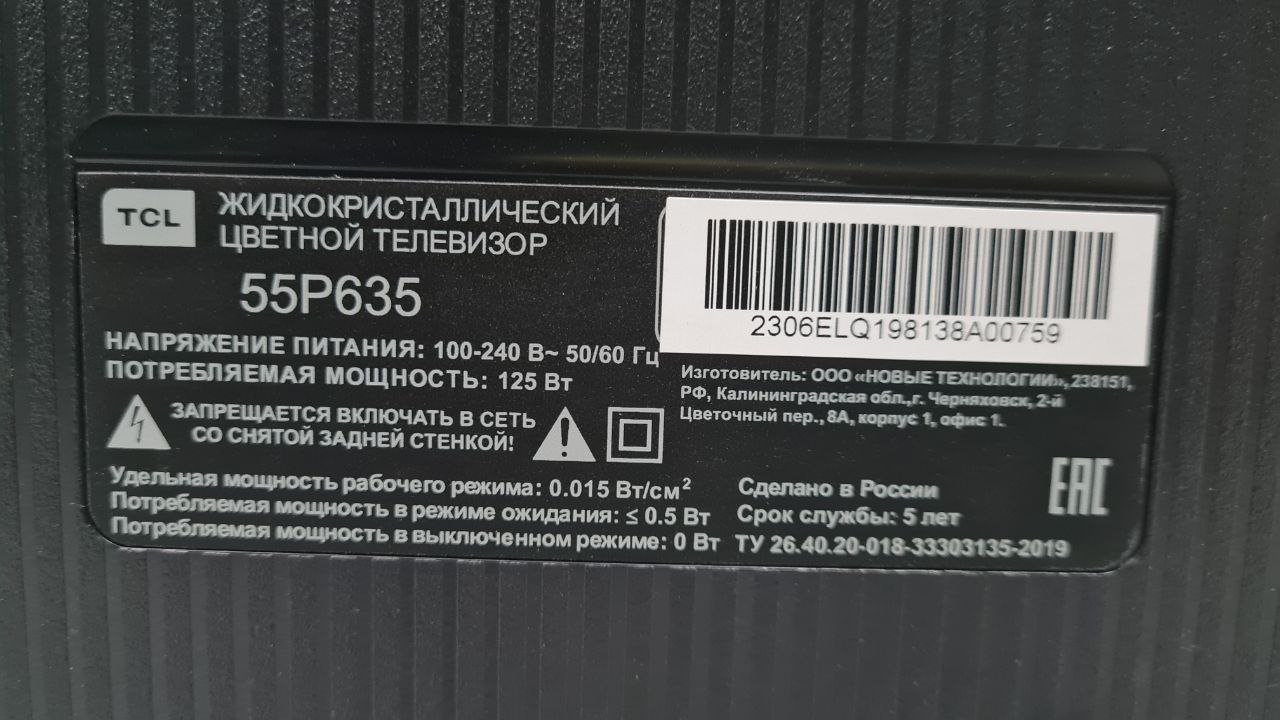 TCL
ЖИДКОКРИСТАЛЛИЧЕСКИЙ
ЦВЕТНОЙ ТЕЛЕВИЗОР
55P635
НАПРЯЖЕНИЕ ПИТАНИЯ: 100-240 В~ 50/60 Гц
ПОТРЕБЛЯЕМАЯ МОЩНОСТЬ: 125 Вт
ЗАПРЕЩАЕТСЯ ВКЛЮЧАТЬ В СЕТЬ
СО СНЯТОЙ ЗАДНЕЙ СТЕНКОЙ!
Удельная мощность рабочего режима: 0.015 Вт/см²
Потребляемая мощность в режиме ожидания: ≤ 0.5 Вт
Потребляемая мощность в выключенном режиме: 0 Вт
2306ELQ198138A00759
Изготовитель: ООО «НОВЫЕ ТЕХНОЛОГИИ», 238151,
РФ, Калининградская обл.,г. Черняховск, 2-й
Цветочный пер., 8А, корпус 1, офис 1.
EAC
Сделано в России
Срок службы: 5 лет
ТУ 26.40.20-018-33303135-2019